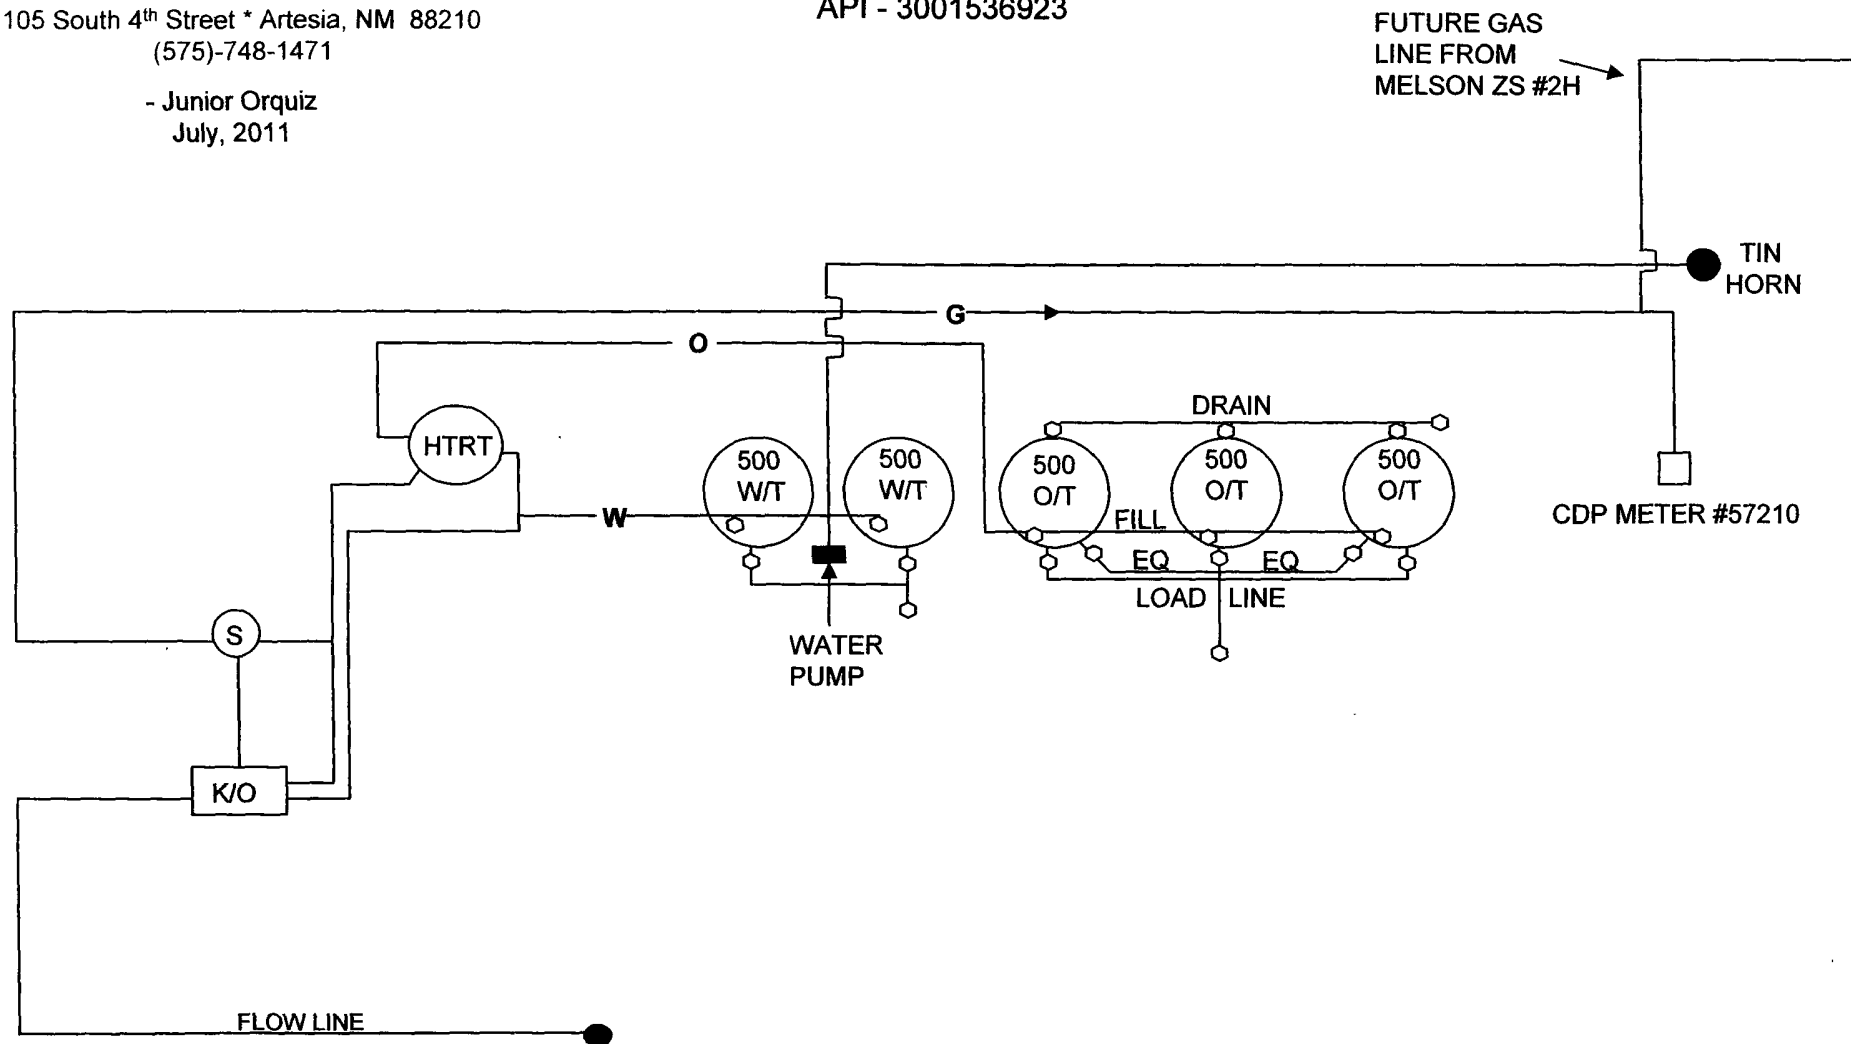 105 South 4th Street * Artesia, NM 88210
(575)-748-1471
- Junior Orquiz
July, 2011
API - 3001536923
FUTURE GAS
LINE FROM
MELSON ZS #2H
TIN
HORN
G
O
HTRT
500
W/T
500
W/T
DRAIN
500
O/T
500
O/T
500
O/T
W
FILL
EQ
EQ
LOAD LINE
CDP METER #57210
S
WATER
PUMP
K/O
FLOW LINE